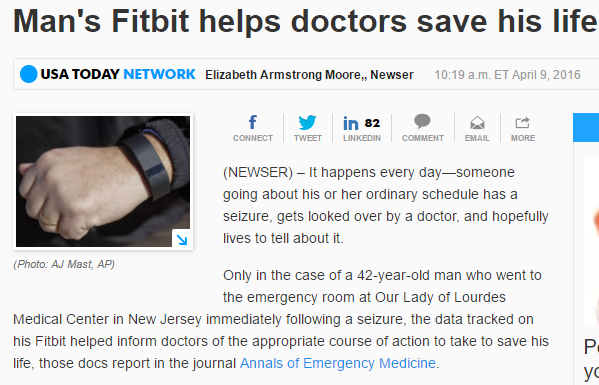 Man's Fitbit helps doctors save his life
USA TODAY NETWORK Elizabeth Armstrong Moore,, Newser 10:19 a.m. ET April 9, 2016
f
CONNECT
TWEET
in 82
LINKEDIN
COMMENT
EMAIL
MORE
(Photo: AJ Mast, AP)
(NEWSER) – It happens every day—someone
going about his or her ordinary schedule has a
seizure, gets looked over by a doctor, and hopefully
lives to tell about it.
Only in the case of a 42-year-old man who went to
the emergency room at Our Lady of Lourdes
Medical Center in New Jersey immediately following a seizure, the data tracked on
his Fitbit helped inform doctors of the appropriate course of action to take to save his
life, those docs report in the journal Annals of Emergency Medicine.